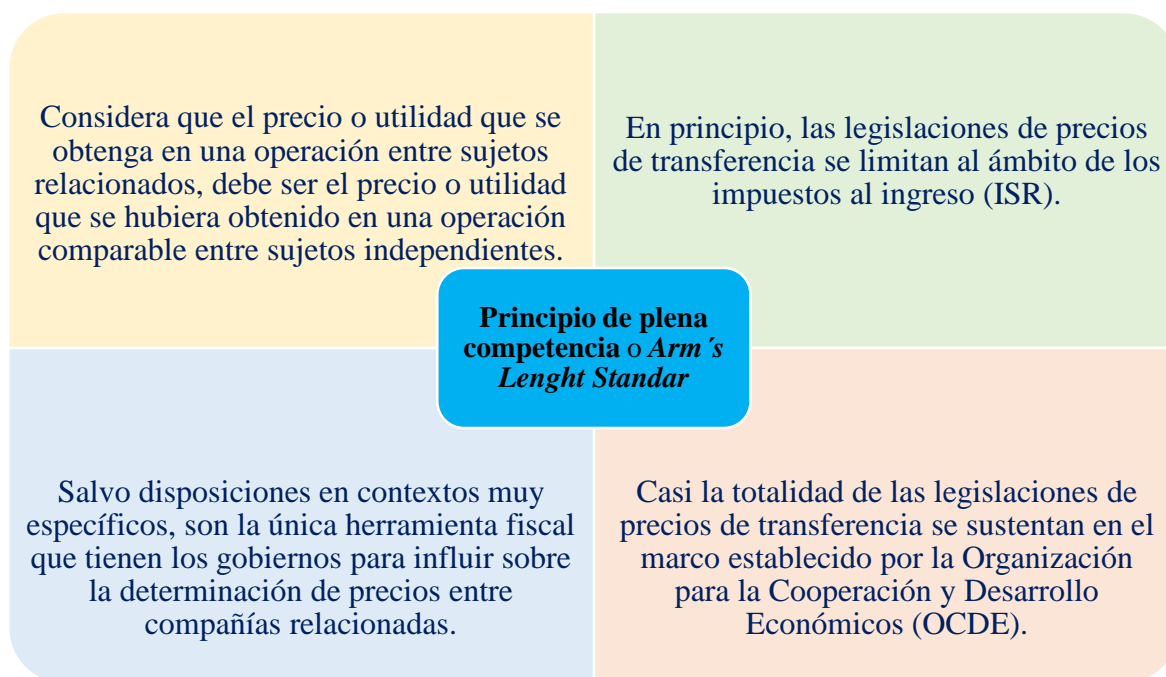 Considera que el precio o utilidad que se
obtenga en una operación entre sujetos
relacionados, debe ser el precio o utilidad
que se hubiera obtenido en una operación
comparable entre sujetos independientes.
En principio, las legislaciones de precios
de transferencia se limitan al ámbito de los
impuestos al ingreso (ISR).
Principio de plena
competencia o Arm´s
Lenght Standar
Salvo disposiciones en contextos muy
específicos, son la única herramienta fiscal
que tienen los gobiernos para influir sobre
la determinación de precios entre
compañías relacionadas.
Casi la totalidad de las legislaciones de
precios de transferencia se sustentan en el
marco establecido por la Organización
para la Cooperación y Desarrollo
Económicos (OCDE).